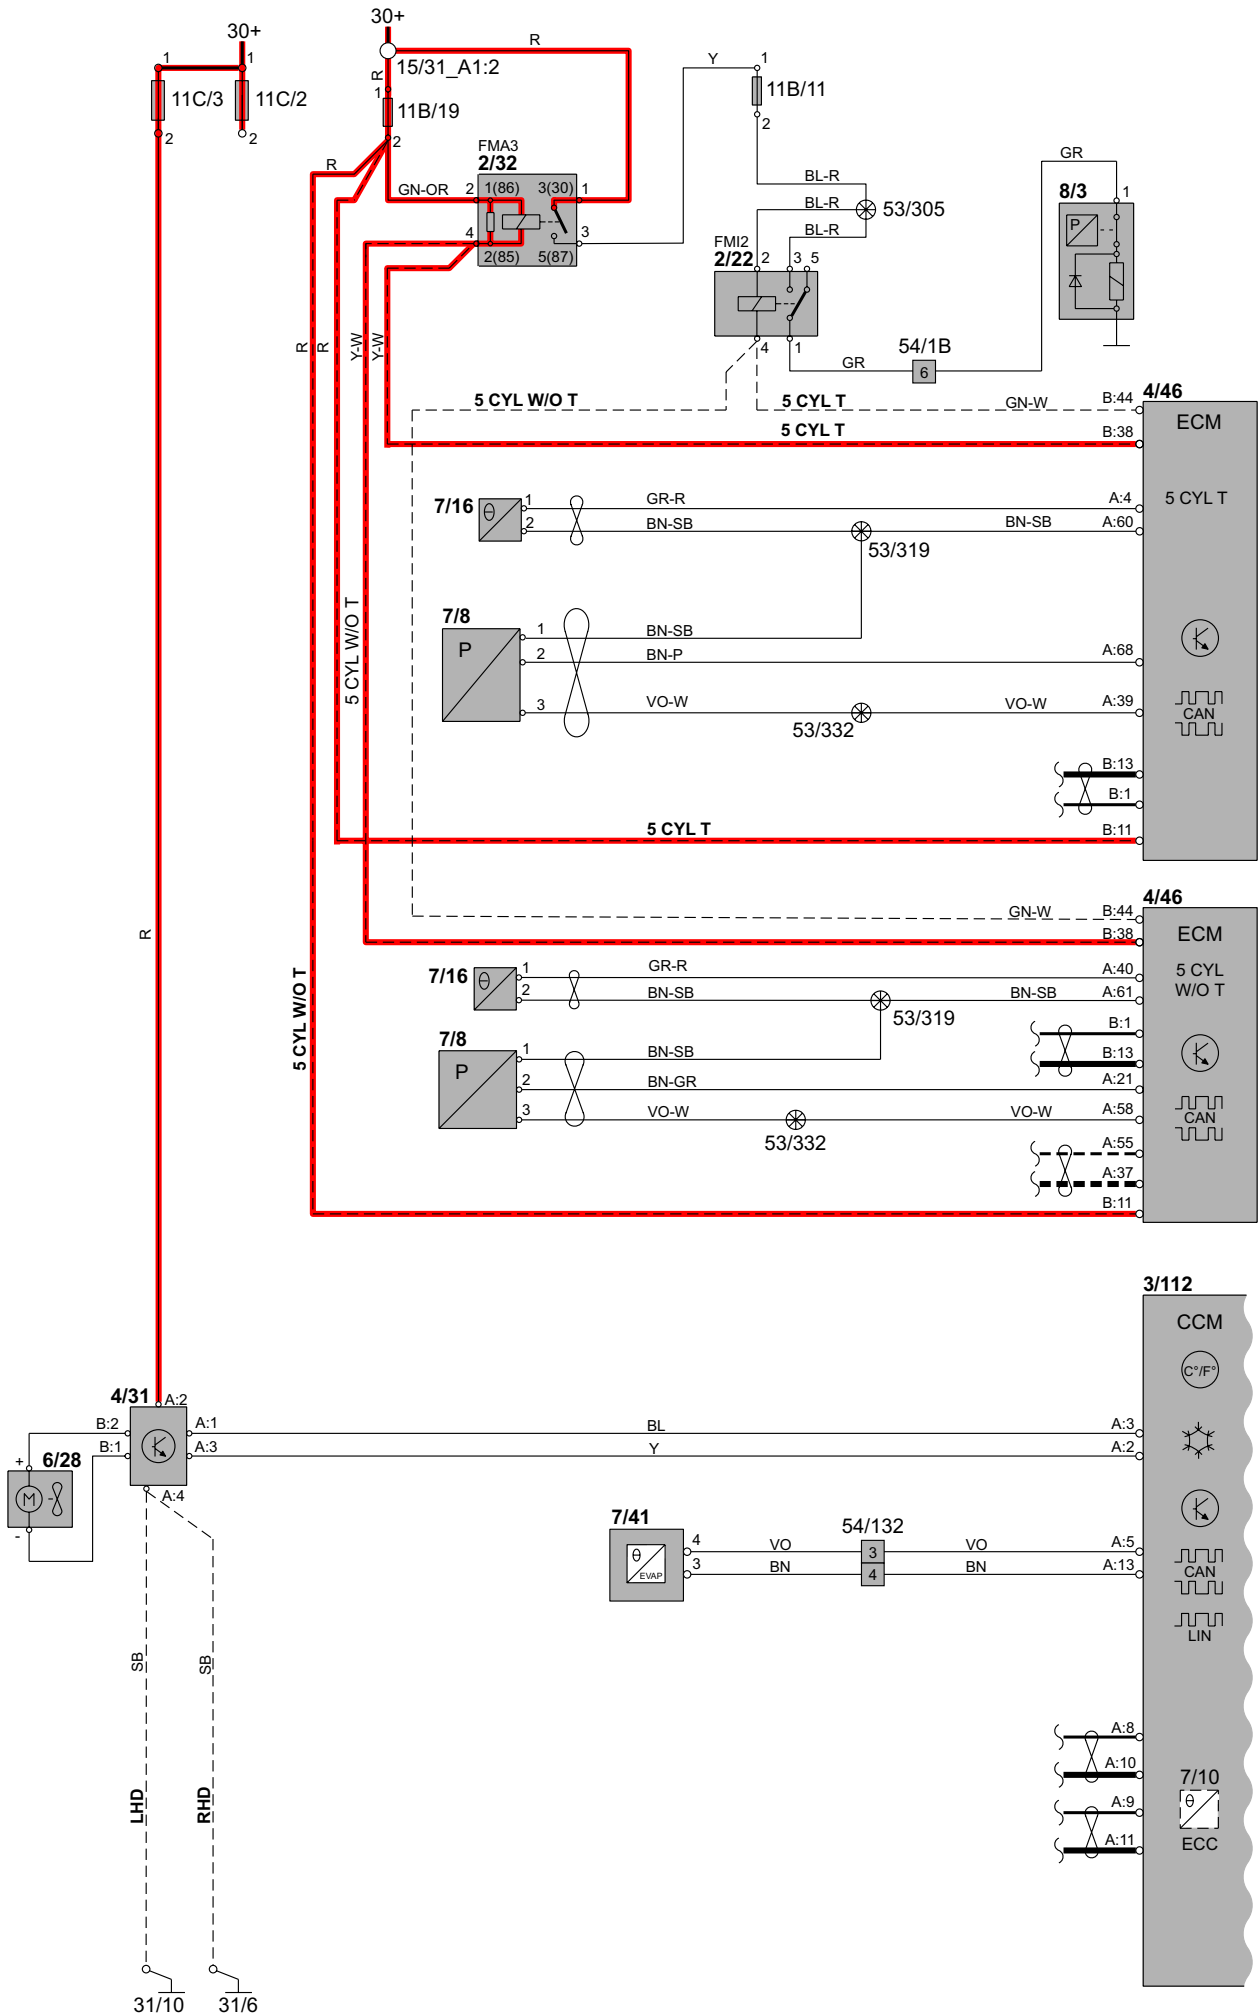 30+
30+
R
15/31_A1:2
1
1
11C/3
11C/2
2
2
R
1
11B/19
2
R
Y
1
11B/11
2
FMA3
2/32
GN-OR
2
1(86)
3(30)
1
4
2(85)
5(87)
3
BL-R
BL-R
53/305
BL-R
FMI2
2/22
2
3
5
4
1
GR
8/3
1
P
GR
54/1B
6
R
R
Y-W
Y-W
5 CYL W/O T
5 CYL T
GN-W
B:44
4/46
5 CYL T
B:38
ECM
5 CYL T
7/16
θ
1
GR-R
A:4
2
BN-SB
BN-SB
A:60
53/319
7/8
P
1
BN-SB
2
BN-P
A:68
3
VO-W
VO-W
A:39
53/332
CAN
B:13
B:1
5 CYL T
B:11
5 CYL W/O T
R
5 CYL W/O T
4/46
GN-W
B:44
B:38
ECM
5 CYL
W/O T
7/16
θ
1
GR-R
A:40
2
BN-SB
BN-SB
A:61
53/319
B:1
7/8
P
1
BN-SB
B:13
2
BN-GR
A:21
3
VO-W
VO-W
A:58
53/332
CAN
A:55
A:37
B:11
3/112
CCM
C°/F°
4/31
A:2
B:2
A:1
BL
A:3
B:1
A:3
Y
A:2
6/28
+
M
-
A:4
7/41
θ
EVAP
4
VO
54/132
3
VO
A:5
3
BN
4
BN
A:13
CAN
LIN
SB
SB
LHD
RHD
A:8
A:10
7/10
θ
A:9
A:11
ECC
31/10
31/6